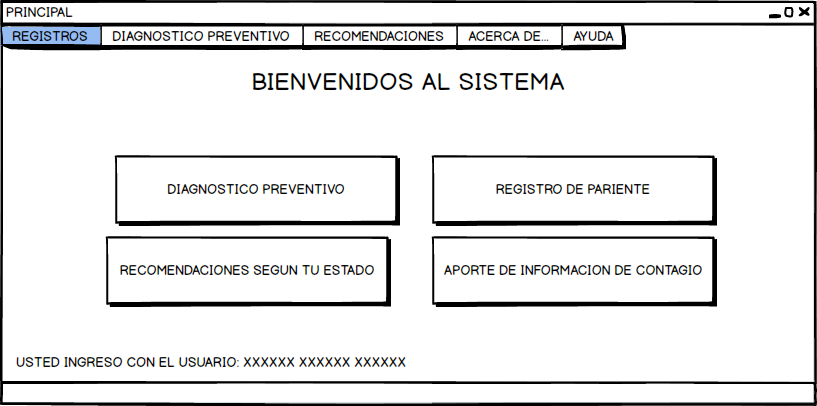 PRINCIPAL
REGISTROS DIAGNOSTICO PREVENTIVO RECOMENDACIONES ACERCA DE... AYUDA
BIENVENIDOS AL SISTEMA
DIAGNOSTICO PREVENTIVO REGISTRO DE PARIENTE
RECOMENDACIONES SEGUN TU ESTADO APORTE DE INFORMACION DE CONTAGIO
USTED INGRESO CON EL USUARIO: XXXXXX XXXXXX XXXXXX